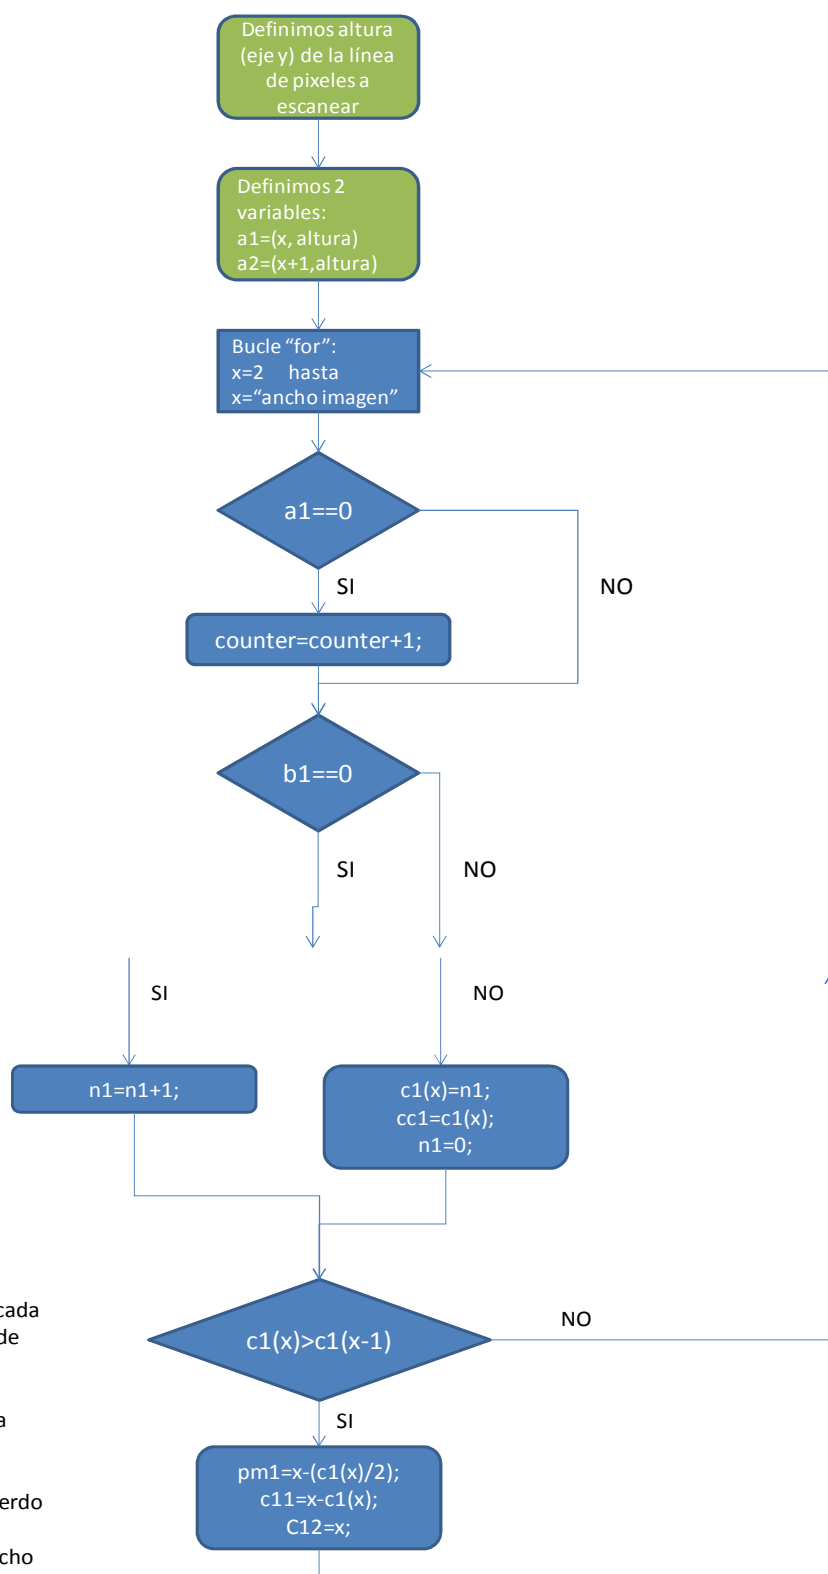 Definimos altura
(eje y) de la línea
de pixeles a
escanear
Definimos 2
variables:
a1=(x, altura)
a2=(x+1,altura)
Bucle “for”:
x=2 hasta
x=“ancho imagen”
a1==0
SI
NO
counter=counter+1;
b1==0
SI
NO
SI
NO
n1=n1+1;
c1(x)=n1;
cc1=c1(x);
n1=0;
cada
de
c1(x)>c1(x-1)
NO
a
SI
pm1=x-(c1(x)/2);
c11=x-c1(x);
C12=x;
erdo
cho